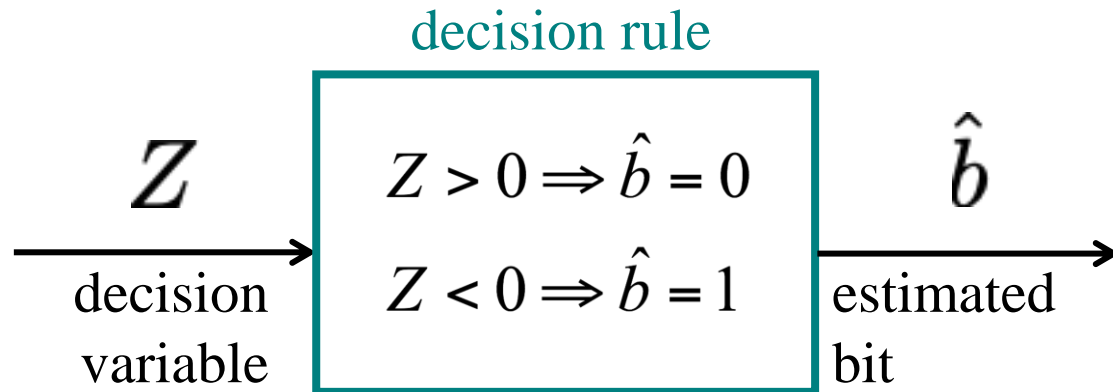 decision rule
Z
decision
variable
Z > 0 ⇒ b̂ = 0
Z < 0 ⇒ b̂ = 1
b̂
estimated
bit